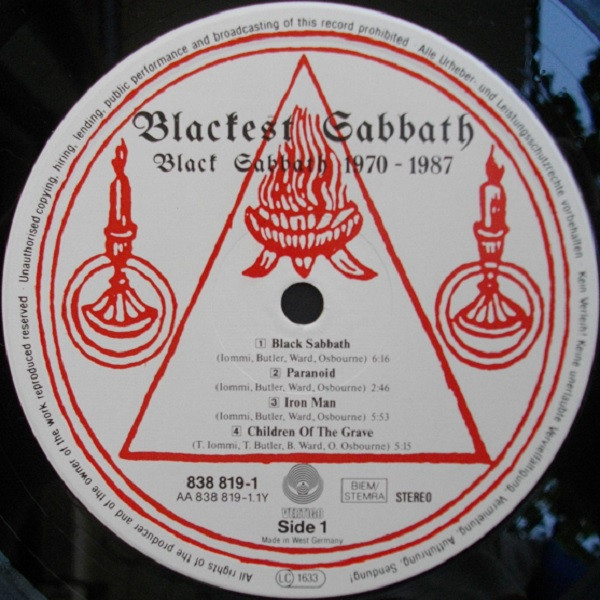 Unauthorised copying, hiring, lending, public performance and broadcasting of this record prohibited · Alle Urheber- und Leistungsschutzrechte vorbehalten · Kein Verleih! Keine unerlaubte Vervielfältigung, Vermietung, Aufführung, Sendung!
Blackest Sabbath
Black Sabbath 1970 - 1987
1 Black Sabbath
(Iommi, Butler, Ward, Osbourne) 6:16
2 Paranoid
(Iommi, Butler, Ward, Osbourne) 2:46
3 Iron Man
(Iommi, Butler, Ward, Osbourne) 5:53
4 Children Of The Grave
(T. Iommi, T. Butler, B. Ward, O. Osbourne) 5:15
838 819-1
AA 838 819-1.1Y
VERTIGO
BIEM/
STEMRA
STEREO
Side 1
Made in West Germany
LC 1633
All rights of the producer and of the owner of the work reproduced reserved ·